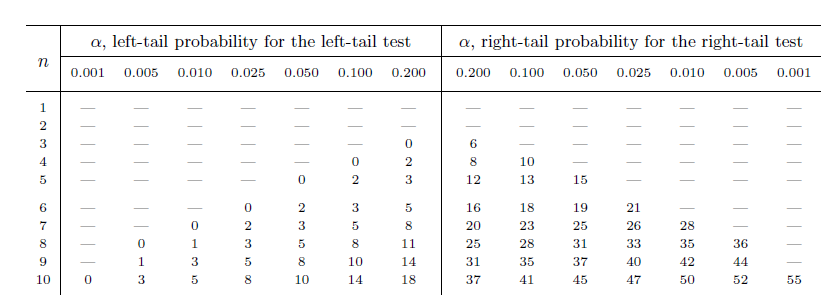 α, left-tail probability for the left-tail test α, right-tail probability for the right-tail test
n
0.001 0.005 0.010 0.025 0.050 0.100 0.200 0.200 0.100 0.050 0.025 0.010 0.005 0.001
1 — — — — — — — — — — — — — —
2 — — — — — — — — — — — — — —
3 — — — — — — 0 6 — — — — — —
4 — — — — — 0 2 8 10 — — — — —
5 — — — — 0 2 3 12 13 15 — — — —
6 — — — 0 2 3 5 16 18 19 21 — — —
7 — — 0 2 3 5 8 20 23 25 26 28 — —
8 — 0 1 3 5 8 11 25 28 31 33 35 36 —
9 — 1 3 5 8 10 14 31 35 37 40 42 44 —
10 0 3 5 8 10 14 18 37 41 45 47 50 52 55